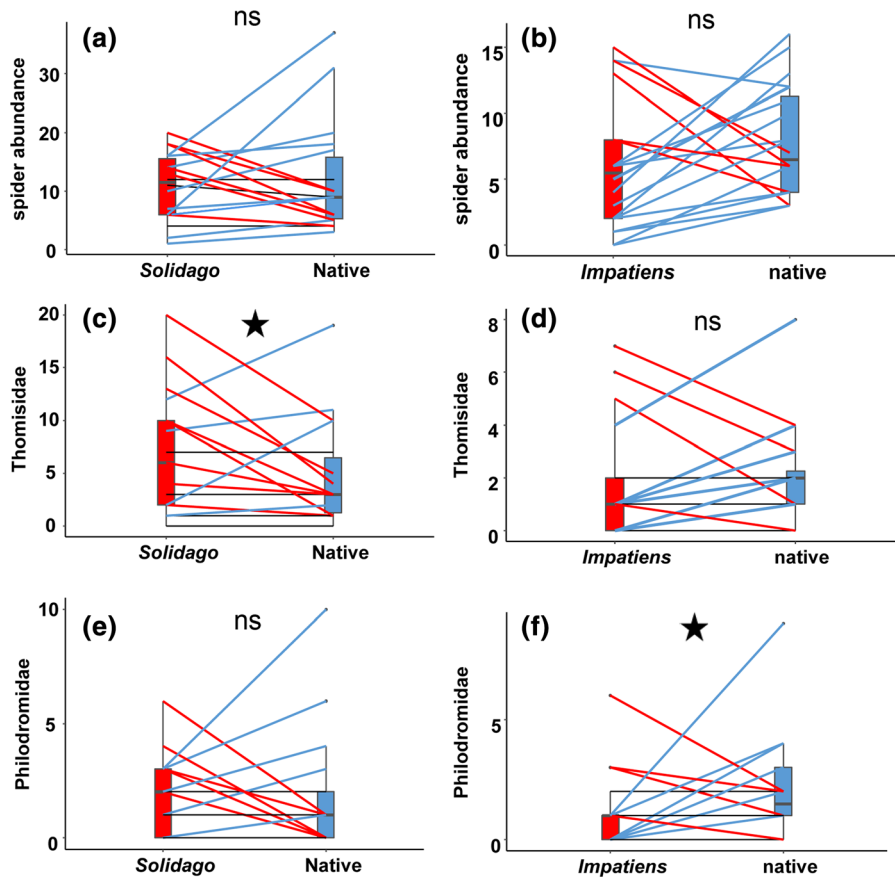 (a)
ns
spider abundance
30
20
10
0
Solidago
Native
(b)
ns
spider abundance
15
10
5
0
Impatiens
native
(c)
Thomisidae
20
15
10
5
0
Solidago
Native
(d)
ns
Thomisidae
8
6
4
2
0
Impatiens
native
(e)
ns
Philodromidae
10
5
0
Solidago
Native
(f)
Philodromidae
5
0
Impatiens
native